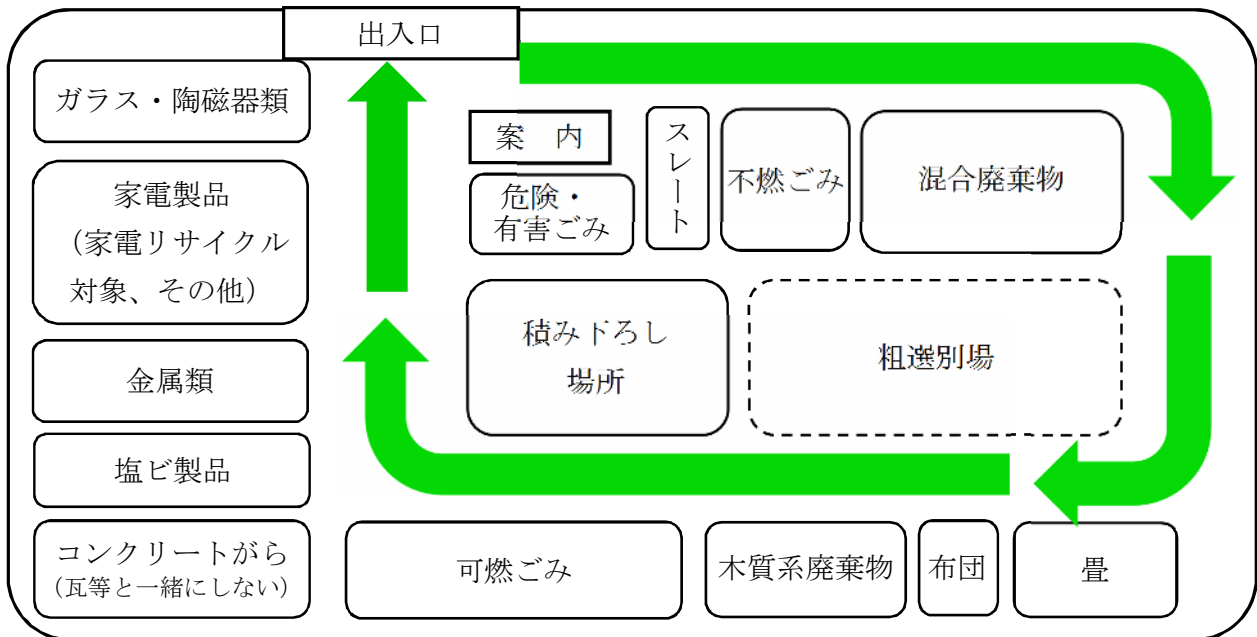 出入口
ガラス・陶磁器類
家電製品
（家電リサイクル
対象、その他）
金属類
塩ビ製品
コンクリートがら
（瓦等と一緒にしない）
案 内
危険・
有害ごみ
スレート
不燃ごみ
混合廃棄物
積み下ろし
場所
粗選別場
可燃ごみ
木質系廃棄物
布団
畳